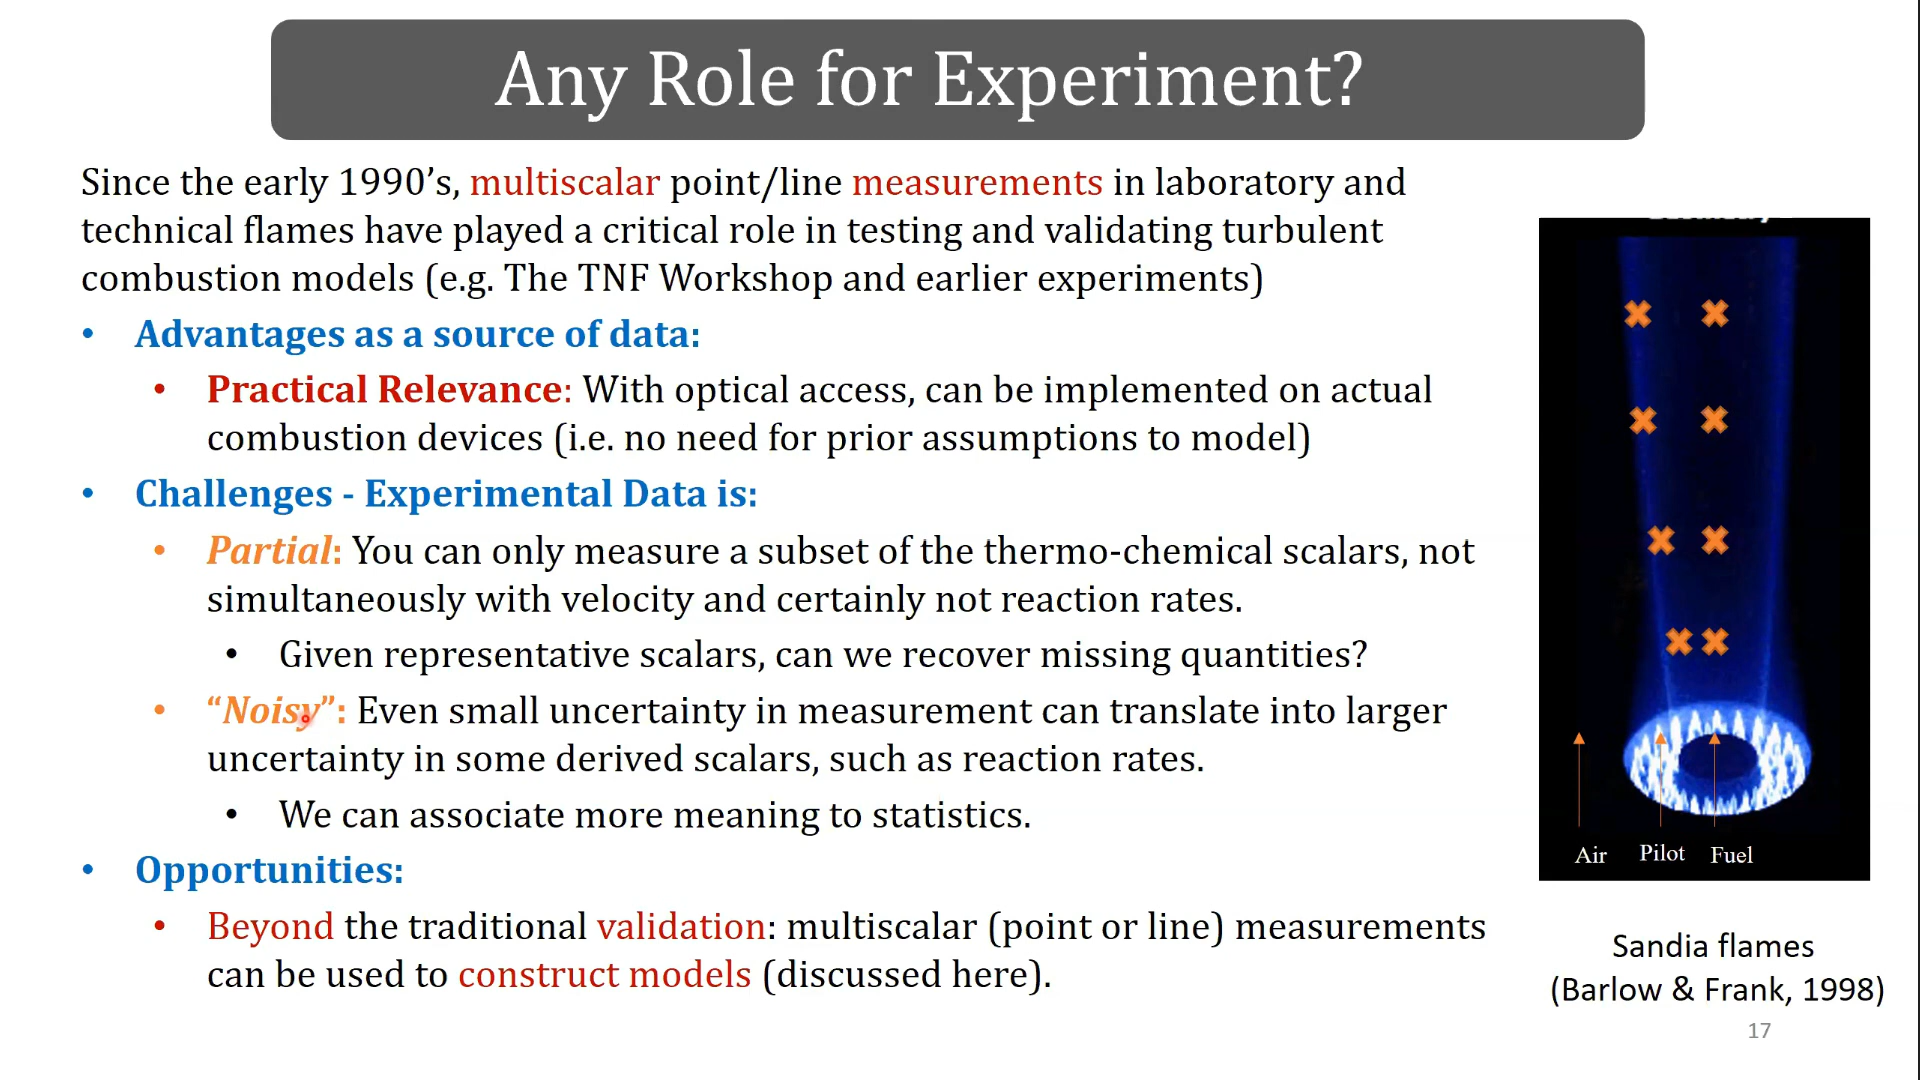 Any Role for Experiment?
Since the early 1990’s, multiscalar point/line measurements in laboratory and
technical flames have played a critical role in testing and validating turbulent
combustion models (e.g. The TNF Workshop and earlier experiments)
• Advantages as a source of data:
• Practical Relevance: With optical access, can be implemented on actual
combustion devices (i.e. no need for prior assumptions to model)
• Challenges - Experimental Data is:
• Partial: You can only measure a subset of the thermo-chemical scalars, not
simultaneously with velocity and certainly not reaction rates.
• Given representative scalars, can we recover missing quantities?
• “Noisy”: Even small uncertainty in measurement can translate into larger
uncertainty in some derived scalars, such as reaction rates.
• We can associate more meaning to statistics.
• Opportunities:
• Beyond the traditional validation: multiscalar (point or line) measurements
can be used to construct models (discussed here).
Air Pilot Fuel
Sandia flames
(Barlow & Frank, 1998)
17